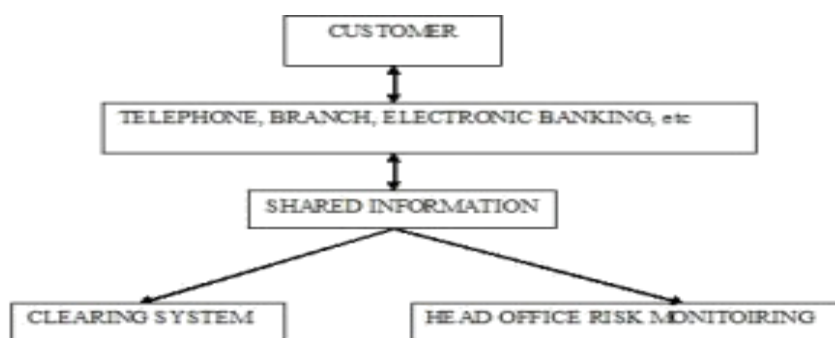 CUSTOMER
TELEPHONE, BRANCH, ELECTRONIC BANKING, etc
SHARED INFORMATION
CLEARING SYSTEM
HEAD OFFICE RISK MONITOIRING